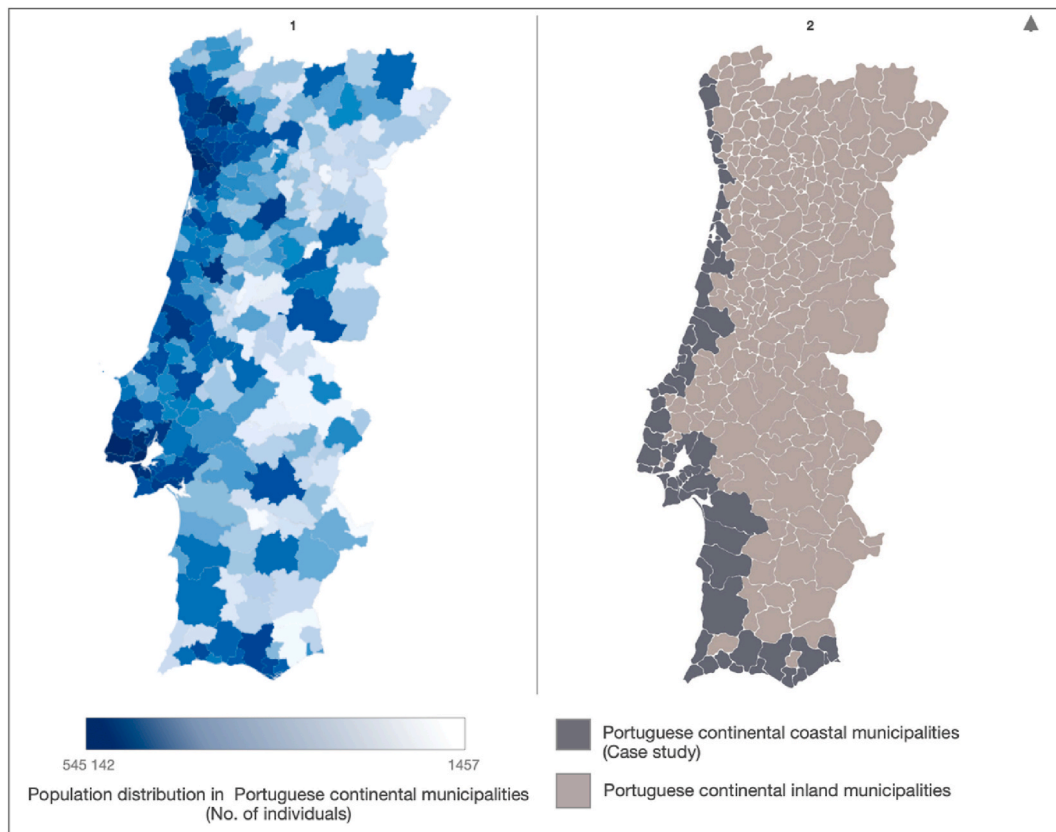 1
2
545 142
1457
Population distribution in Portuguese continental municipalities
(No. of individuals)
Portuguese continental coastal municipalities
(Case study)
Portuguese continental inland municipalities